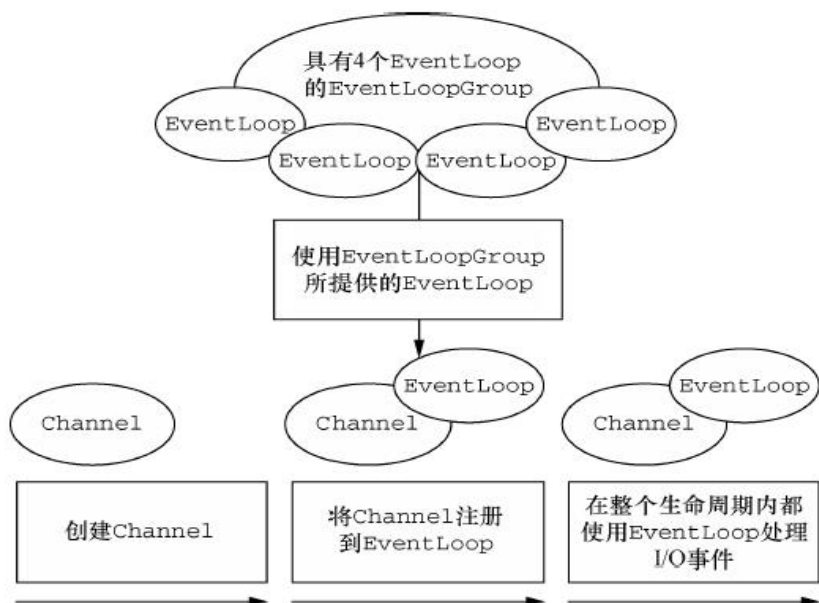 具有4个EventLoop
的EventLoopGroup
EventLoop
EventLoop
EventLoop
EventLoop
使用EventLoopGroup
所提供的EventLoop
Channel
Channel
EventLoop
Channel
EventLoop
创建Channel
将Channel注册
到EventLoop
在整个生命周期内都
使用EventLoop处理
I/O事件